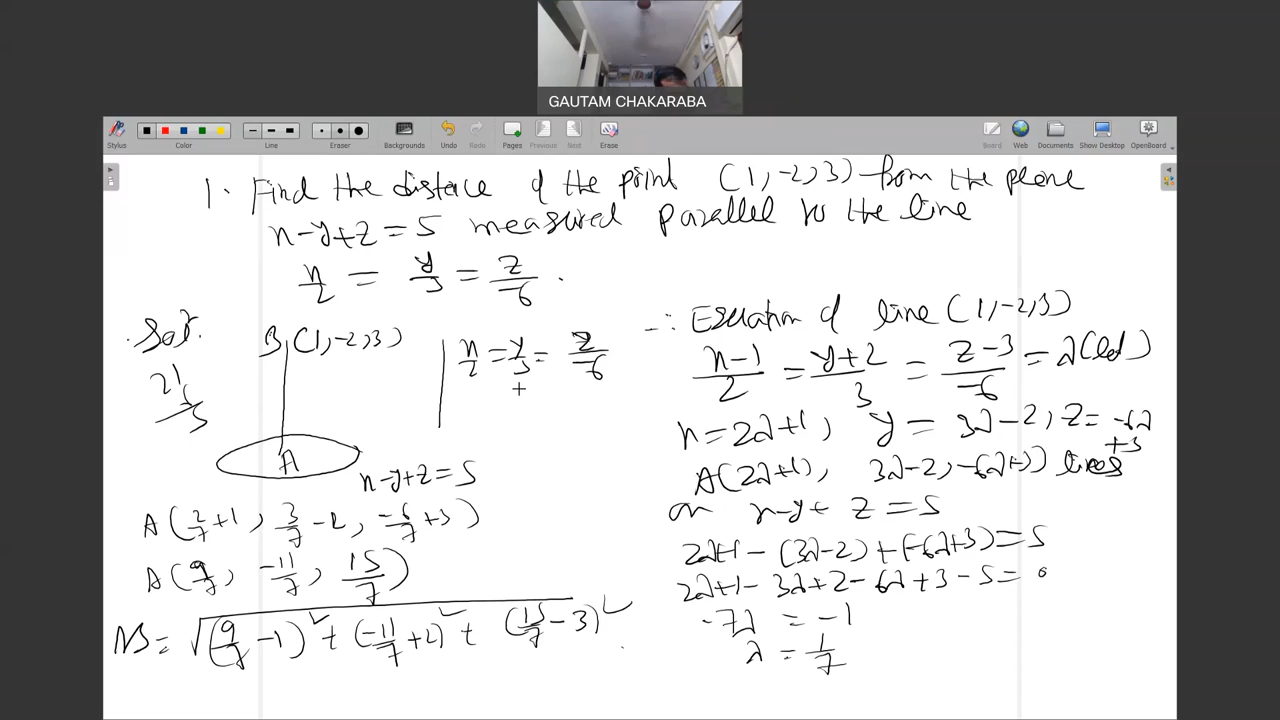 GAUTAM CHAKARABA
Stylus Color Line Eraser Backgrounds Undo Redo Pages Previous Next Erase Board Web Documents Show Desktop OpenBoard
1. Find the distace of the point (1,-2,3) from the plene
x-y+z=5 measured parallel to the line
x/2 = y/3 = z/-6 .
B (1,-2,3)
x/2 = y/3 = z/-6
A
x-y+z=5
A(2/7+1, 3/7-2, -6/7+3)
A(9/7, -11/7, 15/7)
AB = √(9/7-1)² + (-11/7+2)² + (15/7-3)²
∴ Equation of line (1,-2,3)
x-1/2 = y+2/3 = z-3/-6 = λ(let)
x=2λ+1, y=3λ-2, z=-6λ+3
A(2λ+1, 3λ-2, -6λ+3) lines
on x-y+z=5
2λ+1-(3λ-2)+(-6λ+3)=5
2λ+1-3λ+2-6λ+3-5=0
-7λ = -1
λ = 1/7